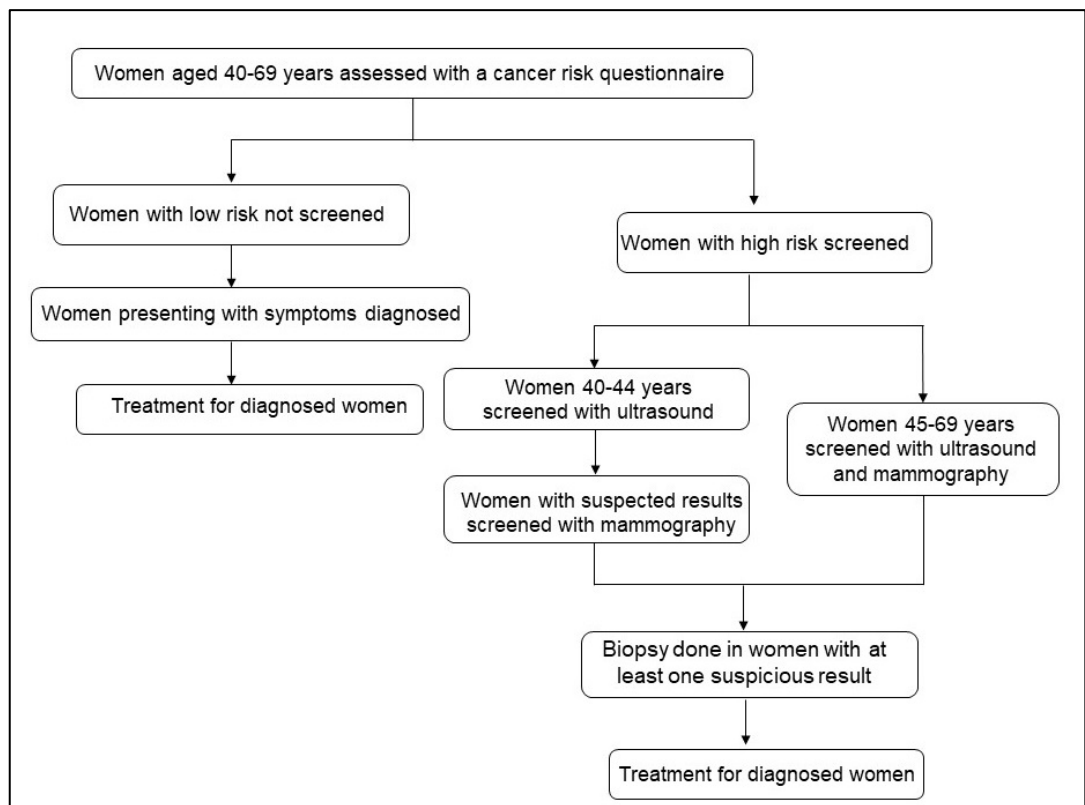 Women aged 40-69 years assessed with a cancer risk questionnaire
Women with low risk not screened
Women with high risk screened
Women presenting with symptoms diagnosed
Treatment for diagnosed women
Women 40-44 years
screened with ultrasound
Women 45-69 years
screened with ultrasound
and mammography
Women with suspected results
screened with mammography
Biopsy done in women with at
least one suspicious result
Treatment for diagnosed women